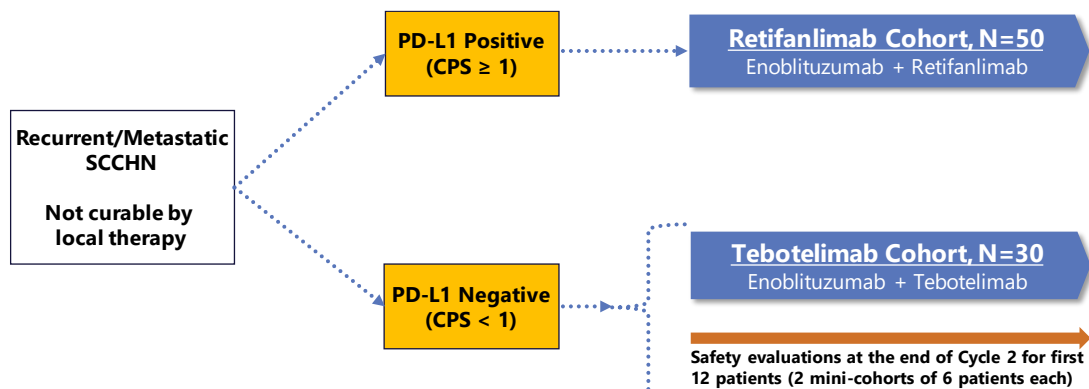 Recurrent/Metastatic
SCCHN
Not curable by
local therapy
PD-L1 Positive
(CPS ≥ 1)
Retifanlimab Cohort, N=50
Enoblituzumab + Retifanlimab
PD-L1 Negative
(CPS < 1)
Tebotelimab Cohort, N=30
Enoblituzumab + Tebotelimab
Safety evaluations at the end of Cycle 2 for first
12 patients (2 mini-cohorts of 6 patients each)